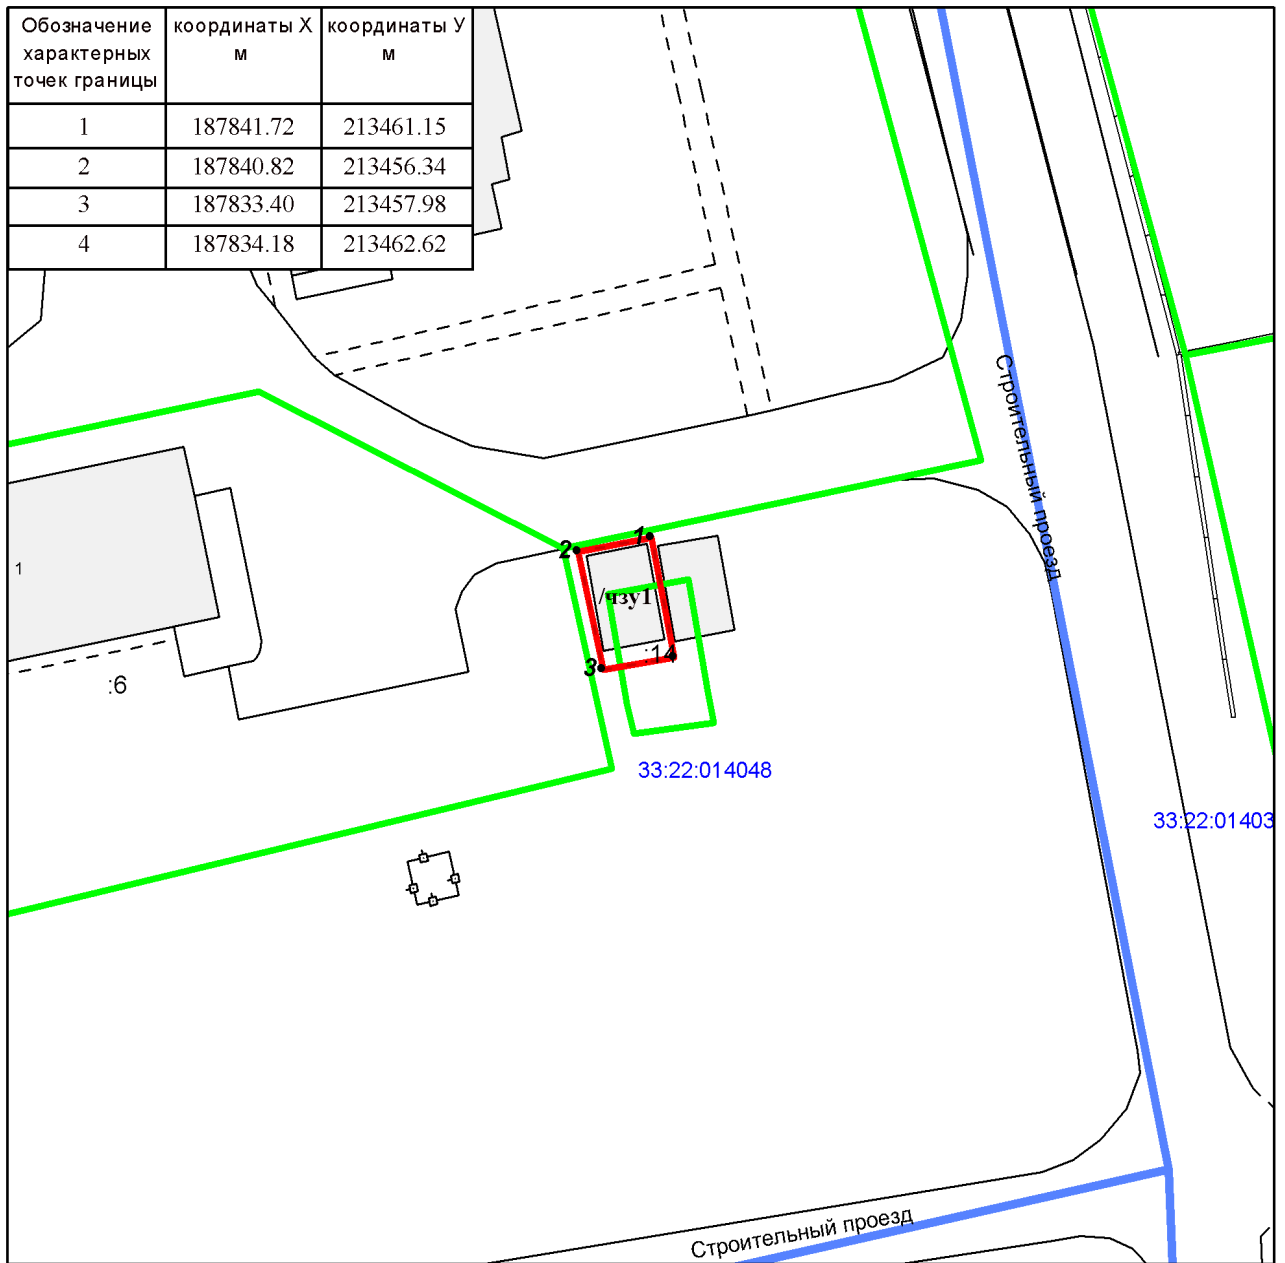 Обозначение характерных точек границы | координаты X м | координаты У м
1 | 187841.72 | 213461.15
2 | 187840.82 | 213456.34
3 | 187833.40 | 213457.98
4 | 187834.18 | 213462.62
Строительный проезд
1
2
1
/чзу1
:14
3
:6
33:22:014048
33:22:01403
Строительный проезд